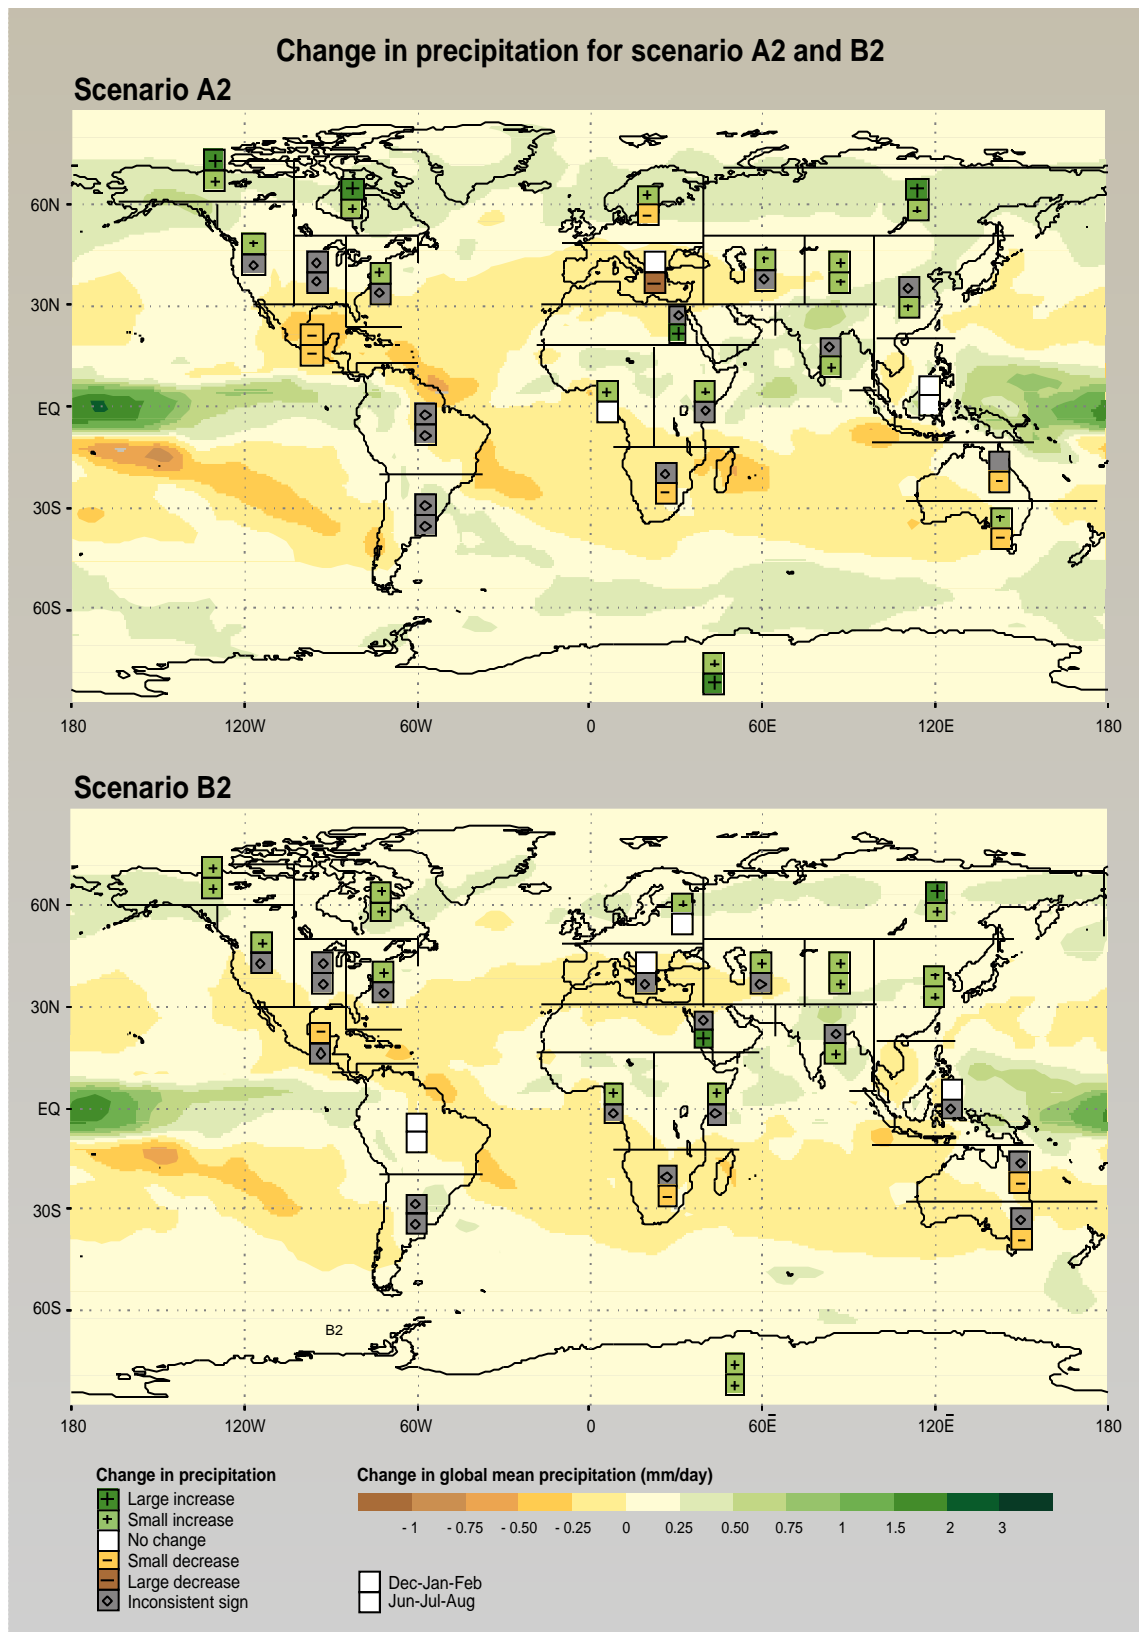 Change in precipitation for scenario A2 and B2
Scenario A2
60N
30N
EQ
30S
60S
180 120W 60W 0 60E 120E 180
Scenario B2
60N
30N
EQ
30S
60S
B2
180 120W 60W 0 60E 120E 180
Change in precipitation
Large increase
Small increase
No change
Small decrease
Large decrease
Inconsistent sign
Change in global mean precipitation (mm/day)
- 1 - 0.75 - 0.50 - 0.25 0 0.25 0.50 0.75 1 1.5 2 3
Dec-Jan-Feb
Jun-Jul-Aug